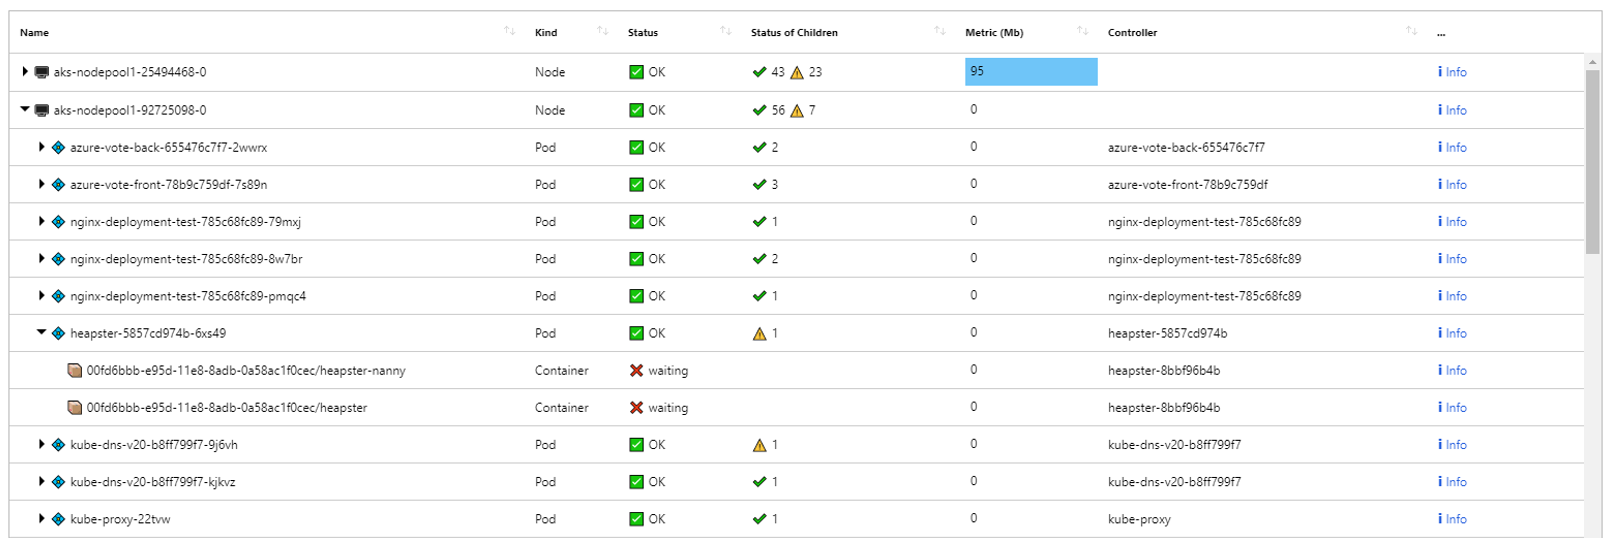 Name Kind Status Status of Children Metric (Mb) Controller ...
aks-nodepool1-25494468-0 Node OK 43 23 95 i Info
aks-nodepool1-92725098-0 Node OK 56 7 0 i Info
azure-vote-back-655476c7f7-2wwrx Pod OK 2 0 azure-vote-back-655476c7f7 i Info
azure-vote-front-78b9c759df-7s89n Pod OK 3 0 azure-vote-front-78b9c759df i Info
nginx-deployment-test-785c68fc89-79mxj Pod OK 1 0 nginx-deployment-test-785c68fc89 i Info
nginx-deployment-test-785c68fc89-8w7br Pod OK 2 0 nginx-deployment-test-785c68fc89 i Info
nginx-deployment-test-785c68fc89-pmqc4 Pod OK 1 0 nginx-deployment-test-785c68fc89 i Info
heapster-5857cd974b-6xs49 Pod OK 1 0 heapster-5857cd974b i Info
00fd6bbb-e95d-11e8-8adb-0a58ac1f0cec/heapster-nanny Container waiting 0 heapster-8bbf96b4b i Info
00fd6bbb-e95d-11e8-8adb-0a58ac1f0cec/heapster Container waiting 0 heapster-8bbf96b4b i Info
kube-dns-v20-b8ff799f7-9j6vh Pod OK 1 0 kube-dns-v20-b8ff799f7 i Info
kube-dns-v20-b8ff799f7-kjkvz Pod OK 1 0 kube-dns-v20-b8ff799f7 i Info
kube-proxy-22tvw Pod OK 1 0 kube-proxy i Info